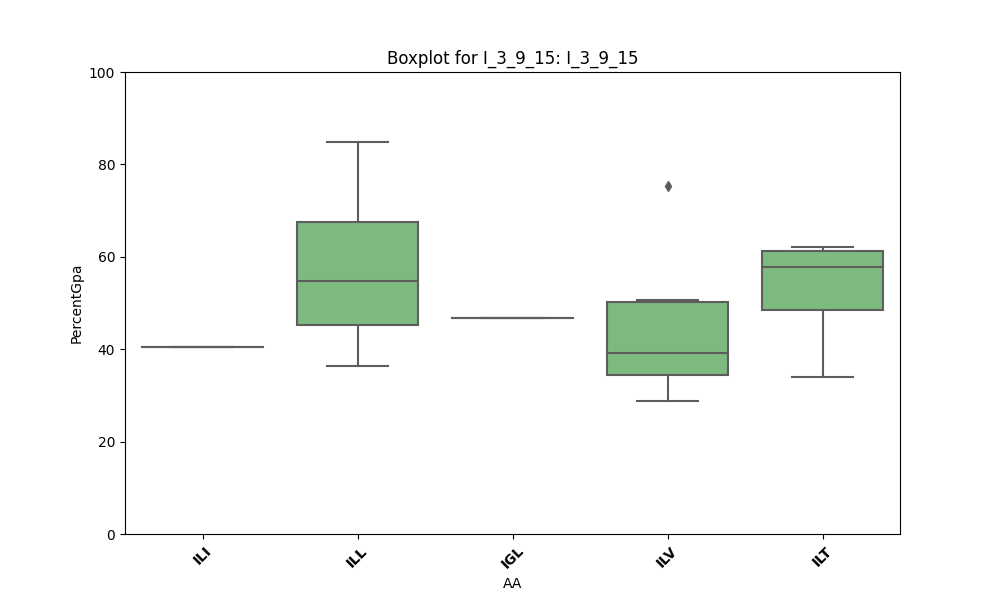 Boxplot for I_3_9_15: I_3_9_15
100
80
60
40
20
0
PercentGpa
ILI
ILL
IGL
ILV
ILT
AA